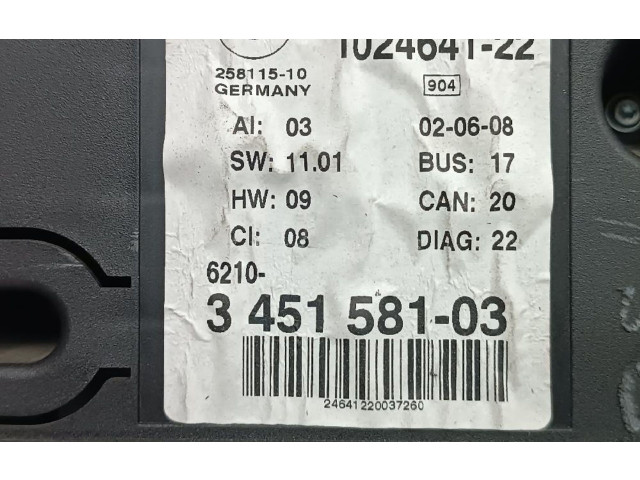 1024641-22
258115-10
GERMANY
904
AI: 03
02-06-08
SW: 11.01
BUS: 17
HW: 09
CAN: 20
CI: 08
DIAG: 22
6210-
3 451 581-03
24641220037260